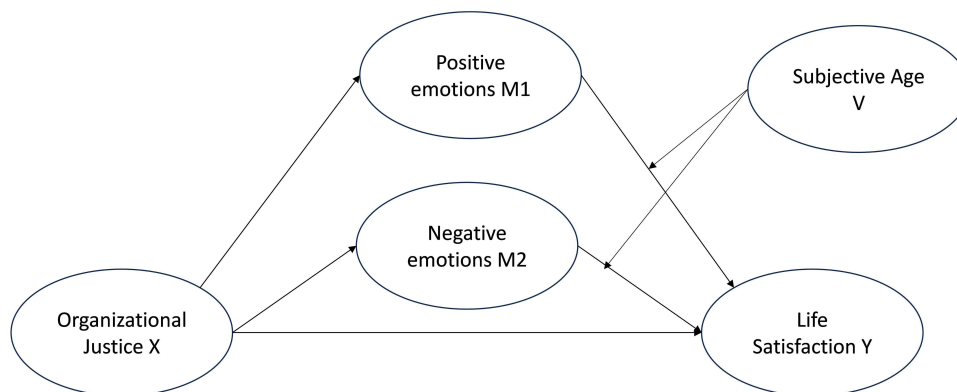 Positive
emotions M1
Subjective Age
V
Negative
emotions M2
Organizational
Justice X
Life
Satisfaction Y